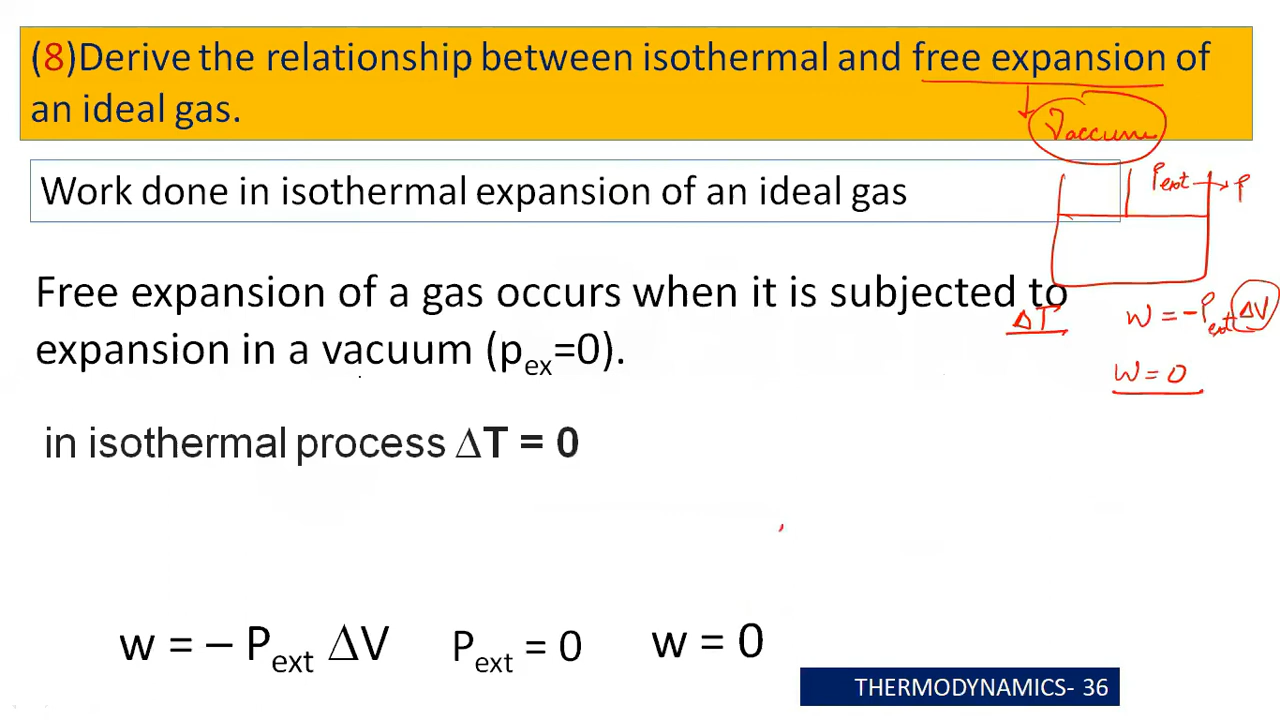 (8)Derive the relationship between isothermal and free expansion of
an ideal gas.
Vaccume
Work done in isothermal expansion of an ideal gas
Pext → P
Free expansion of a gas occurs when it is subjected to
expansion in a vacuum (pex=0).
ΔT
W = -Pext ΔV
W = 0
in isothermal process ΔT = 0
w = – Pext ΔV Pext = 0 w = 0
THERMODYNAMICS- 36